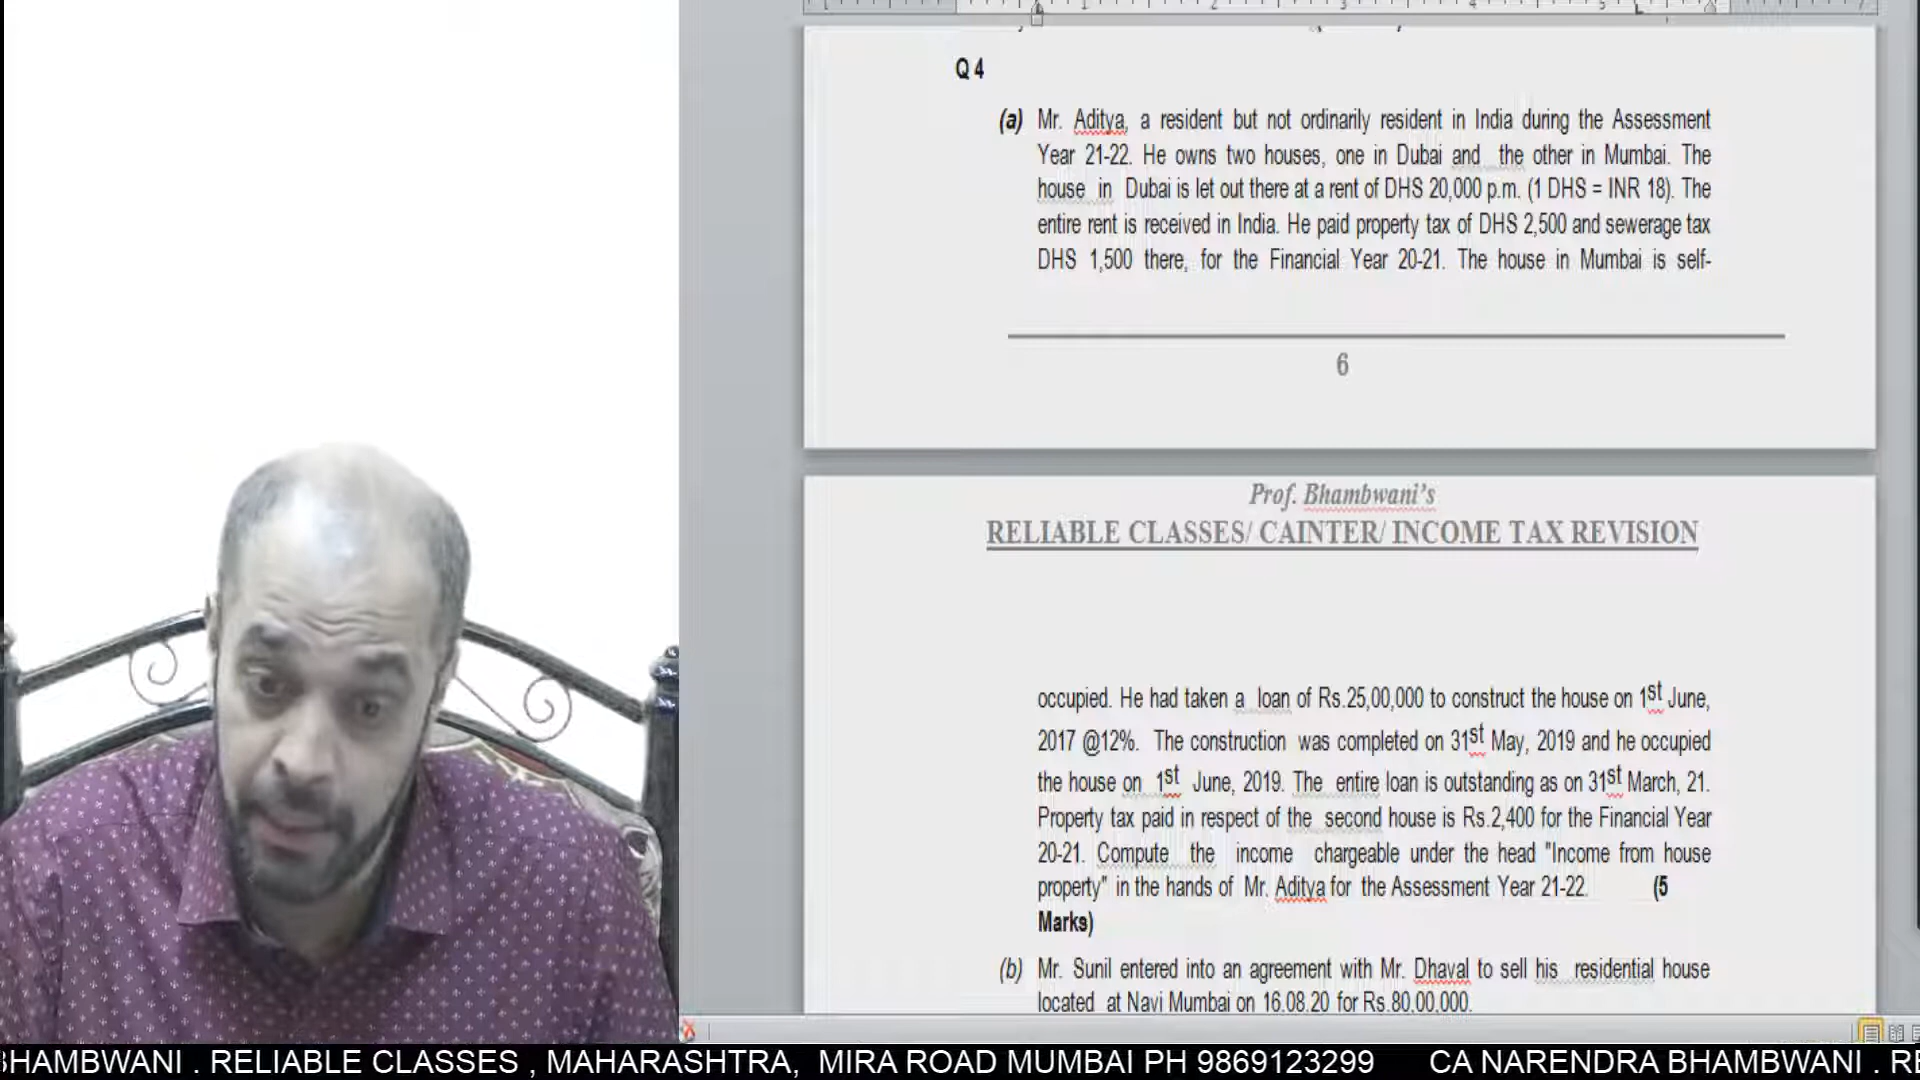 Q 4
(a) Mr. Aditya, a resident but not ordinarily resident in India during the Assessment
Year 21-22. He owns two houses, one in Dubai and the other in Mumbai. The
house in Dubai is let out there at a rent of DHS 20,000 p.m. (1 DHS = INR 18). The
entire rent is received in India. He paid property tax of DHS 2,500 and sewerage tax
DHS 1,500 there, for the Financial Year 20-21. The house in Mumbai is self-
6
Prof. Bhambwani's
RELIABLE CLASSES/ CAINTER/ INCOME TAX REVISION
occupied. He had taken a loan of Rs.25,00,000 to construct the house on 1st June,
2017 @12%. The construction was completed on 31st May, 2019 and he occupied
the house on 1st June, 2019. The entire loan is outstanding as on 31st March, 21.
Property tax paid in respect of the second house is Rs.2,400 for the Financial Year
20-21. Compute the income chargeable under the head "Income from house
property" in the hands of Mr. Aditya for the Assessment Year 21-22. (5
Marks)
(b) Mr. Sunil entered into an agreement with Mr. Dhaval to sell his residential house
located at Navi Mumbai on 16.08.20 for Rs.80,00,000.
BHAMBWANI . RELIABLE CLASSES , MAHARASHTRA, MIRA ROAD MUMBAI PH 9869123299 CA NARENDRA BHAMBWANI . RE